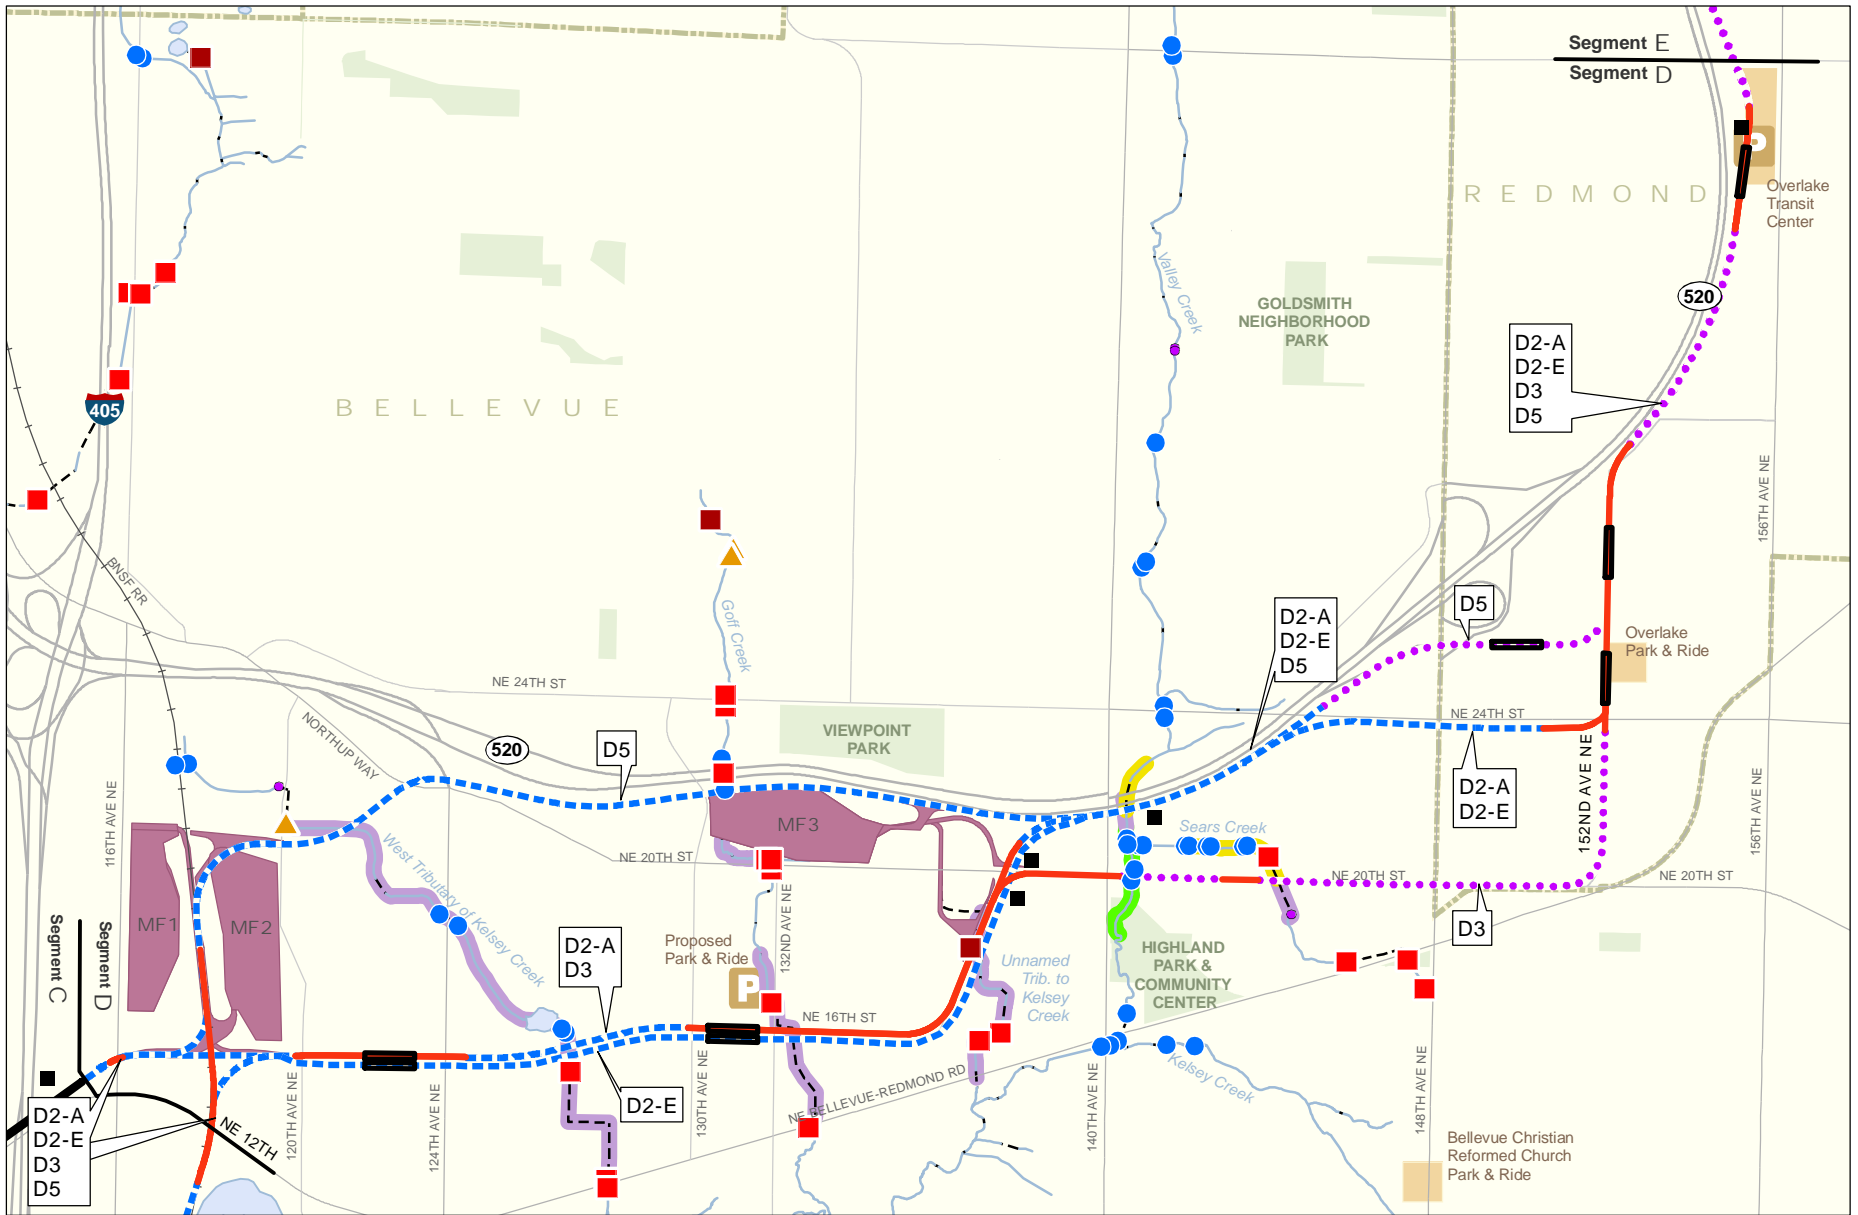 Segment E
Segment D
REDMOND
Overlake
Transit
Center
520
Valley Creek
GOLDSMITH
NEIGHBORHOOD
PARK
D2-A
D2-E
D3
D5
405
BELLEVUE
156TH AVE NE
BNSF RR
Goff Creek
D5
D2-A
D2-E
D5
Overlake
Park & Ride
NE 24TH ST
NORTHUP WAY
520
D5
VIEWPOINT
PARK
NE 24TH ST
D2-A
D2-E
152ND AVE NE
156TH AVE NE
116TH AVE NE
MF3
Sears Creek
NE 20TH ST
West Tributary of Kelsey Creek
NE 20TH ST
NE 20TH ST
132ND AVE NE
MF1
MF2
Segment C
Segment D
D2-A
D3
Proposed
Park & Ride
P
Unnamed
Trib. to
Kelsey
Creek
HIGHLAND
PARK &
COMMUNITY
CENTER
D3
NE 16TH ST
D2-E
130TH AVE NE
NE BELLEVUE-REDMOND RD
Kelsey Creek
140TH AVE NE
148TH AVE NE
D2-A
D2-E
D3
D5
NE 12TH
120TH AVE NE
124TH AVE NE
Bellevue Christian
Reformed Church
Park & Ride
P